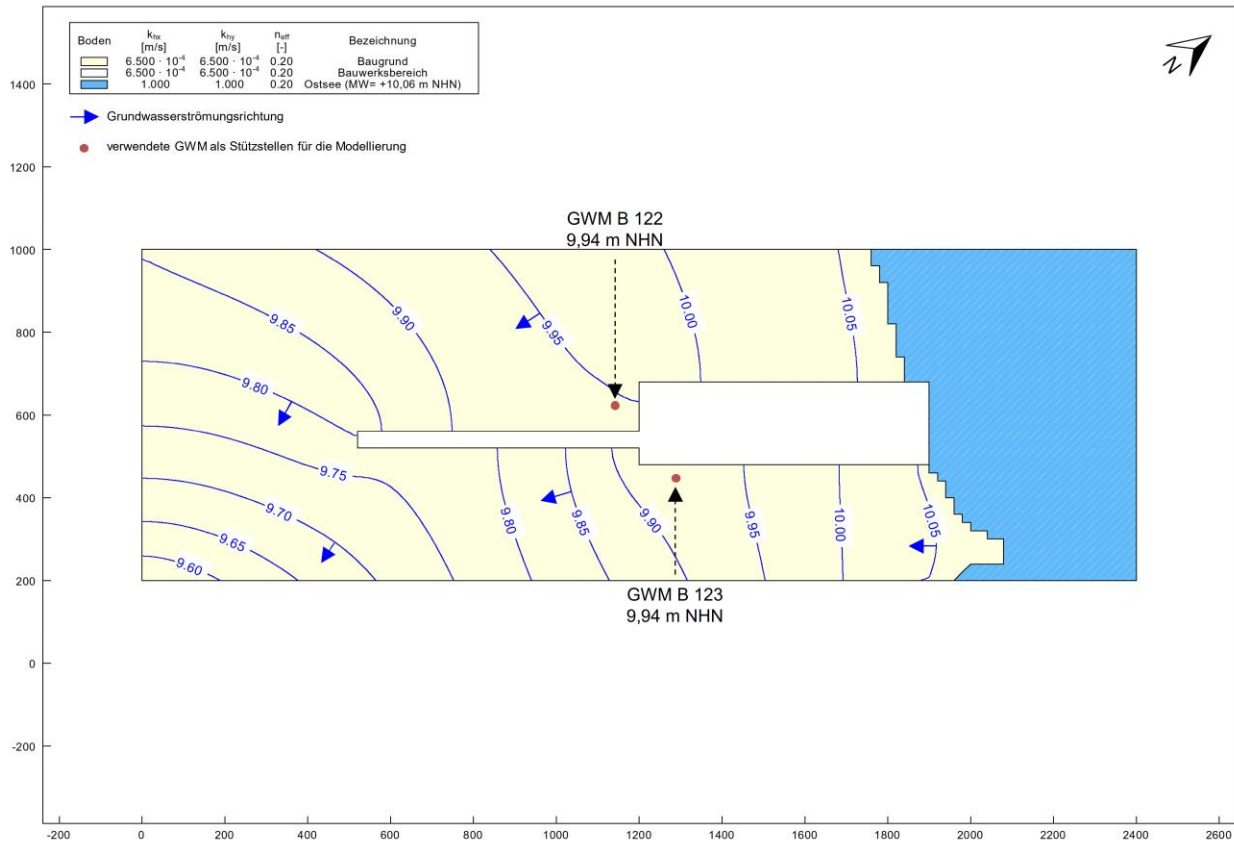 Boden k_hx [m/s] k_hy [m/s] n_eff [-] Bezeichnung
6.500 · 10⁻⁴ 6.500 · 10⁻⁴ 0.20 Baugrund
6.500 · 10⁻⁴ 6.500 · 10⁻⁴ 0.20 Bauwerksbereich
1.000 1.000 0.20 Ostsee (MW= +10,06 m NHN)
Grundwasserströmungsrichtung
verwendete GWM als Stützstellen für die Modellierung
N
1400
1200
1000
800
600
400
200
0
-200
GWM B 122
9,94 m NHN
9.85
9.90
9.95
10.00
10.05
9.80
9.75
9.70
9.65
9.60
9.80
9.85
9.90
9.95
10.00
10.05
GWM B 123
9,94 m NHN
-200 0 200 400 600 800 1000 1200 1400 1600 1800 2000 2200 2400 2600